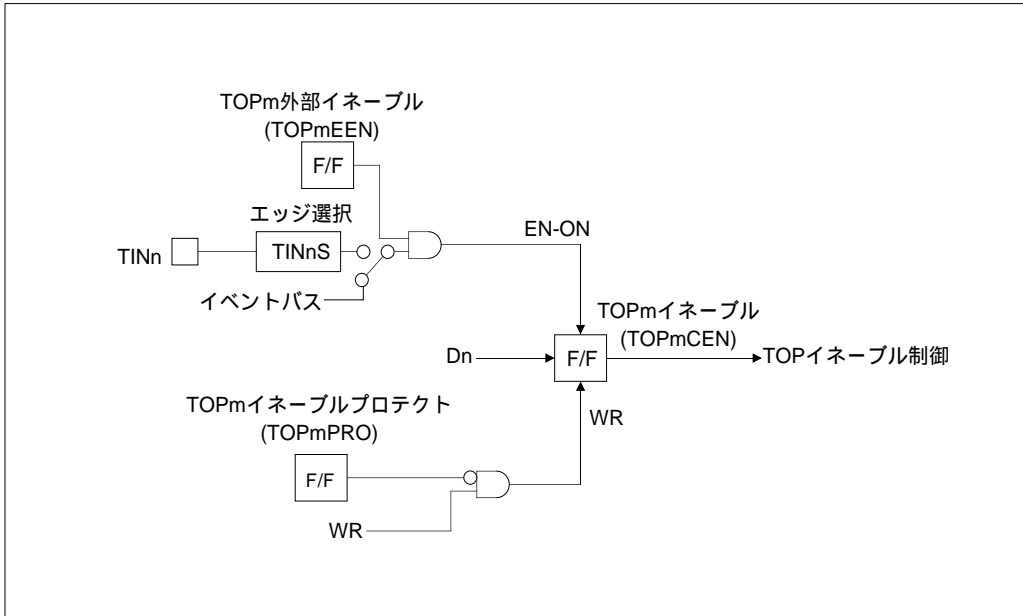 TOPm外部イネーブル
(TOPmEEN)
F/F
エッジ選択
TINn
TINnS
イベントバス
EN-ON
TOPmイネーブル
(TOPmCEN)
Dn
F/F
TOPイネーブル制御
TOPmイネーブルプロテクト
(TOPmPRO)
WR
F/F
WR